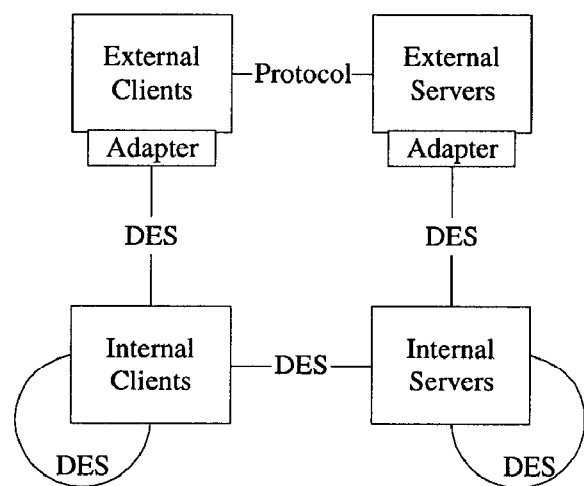 External
Clients
Protocol
External
Servers
Adapter
Adapter
DES
DES
Internal
Clients
DES
Internal
Servers
DES
DES